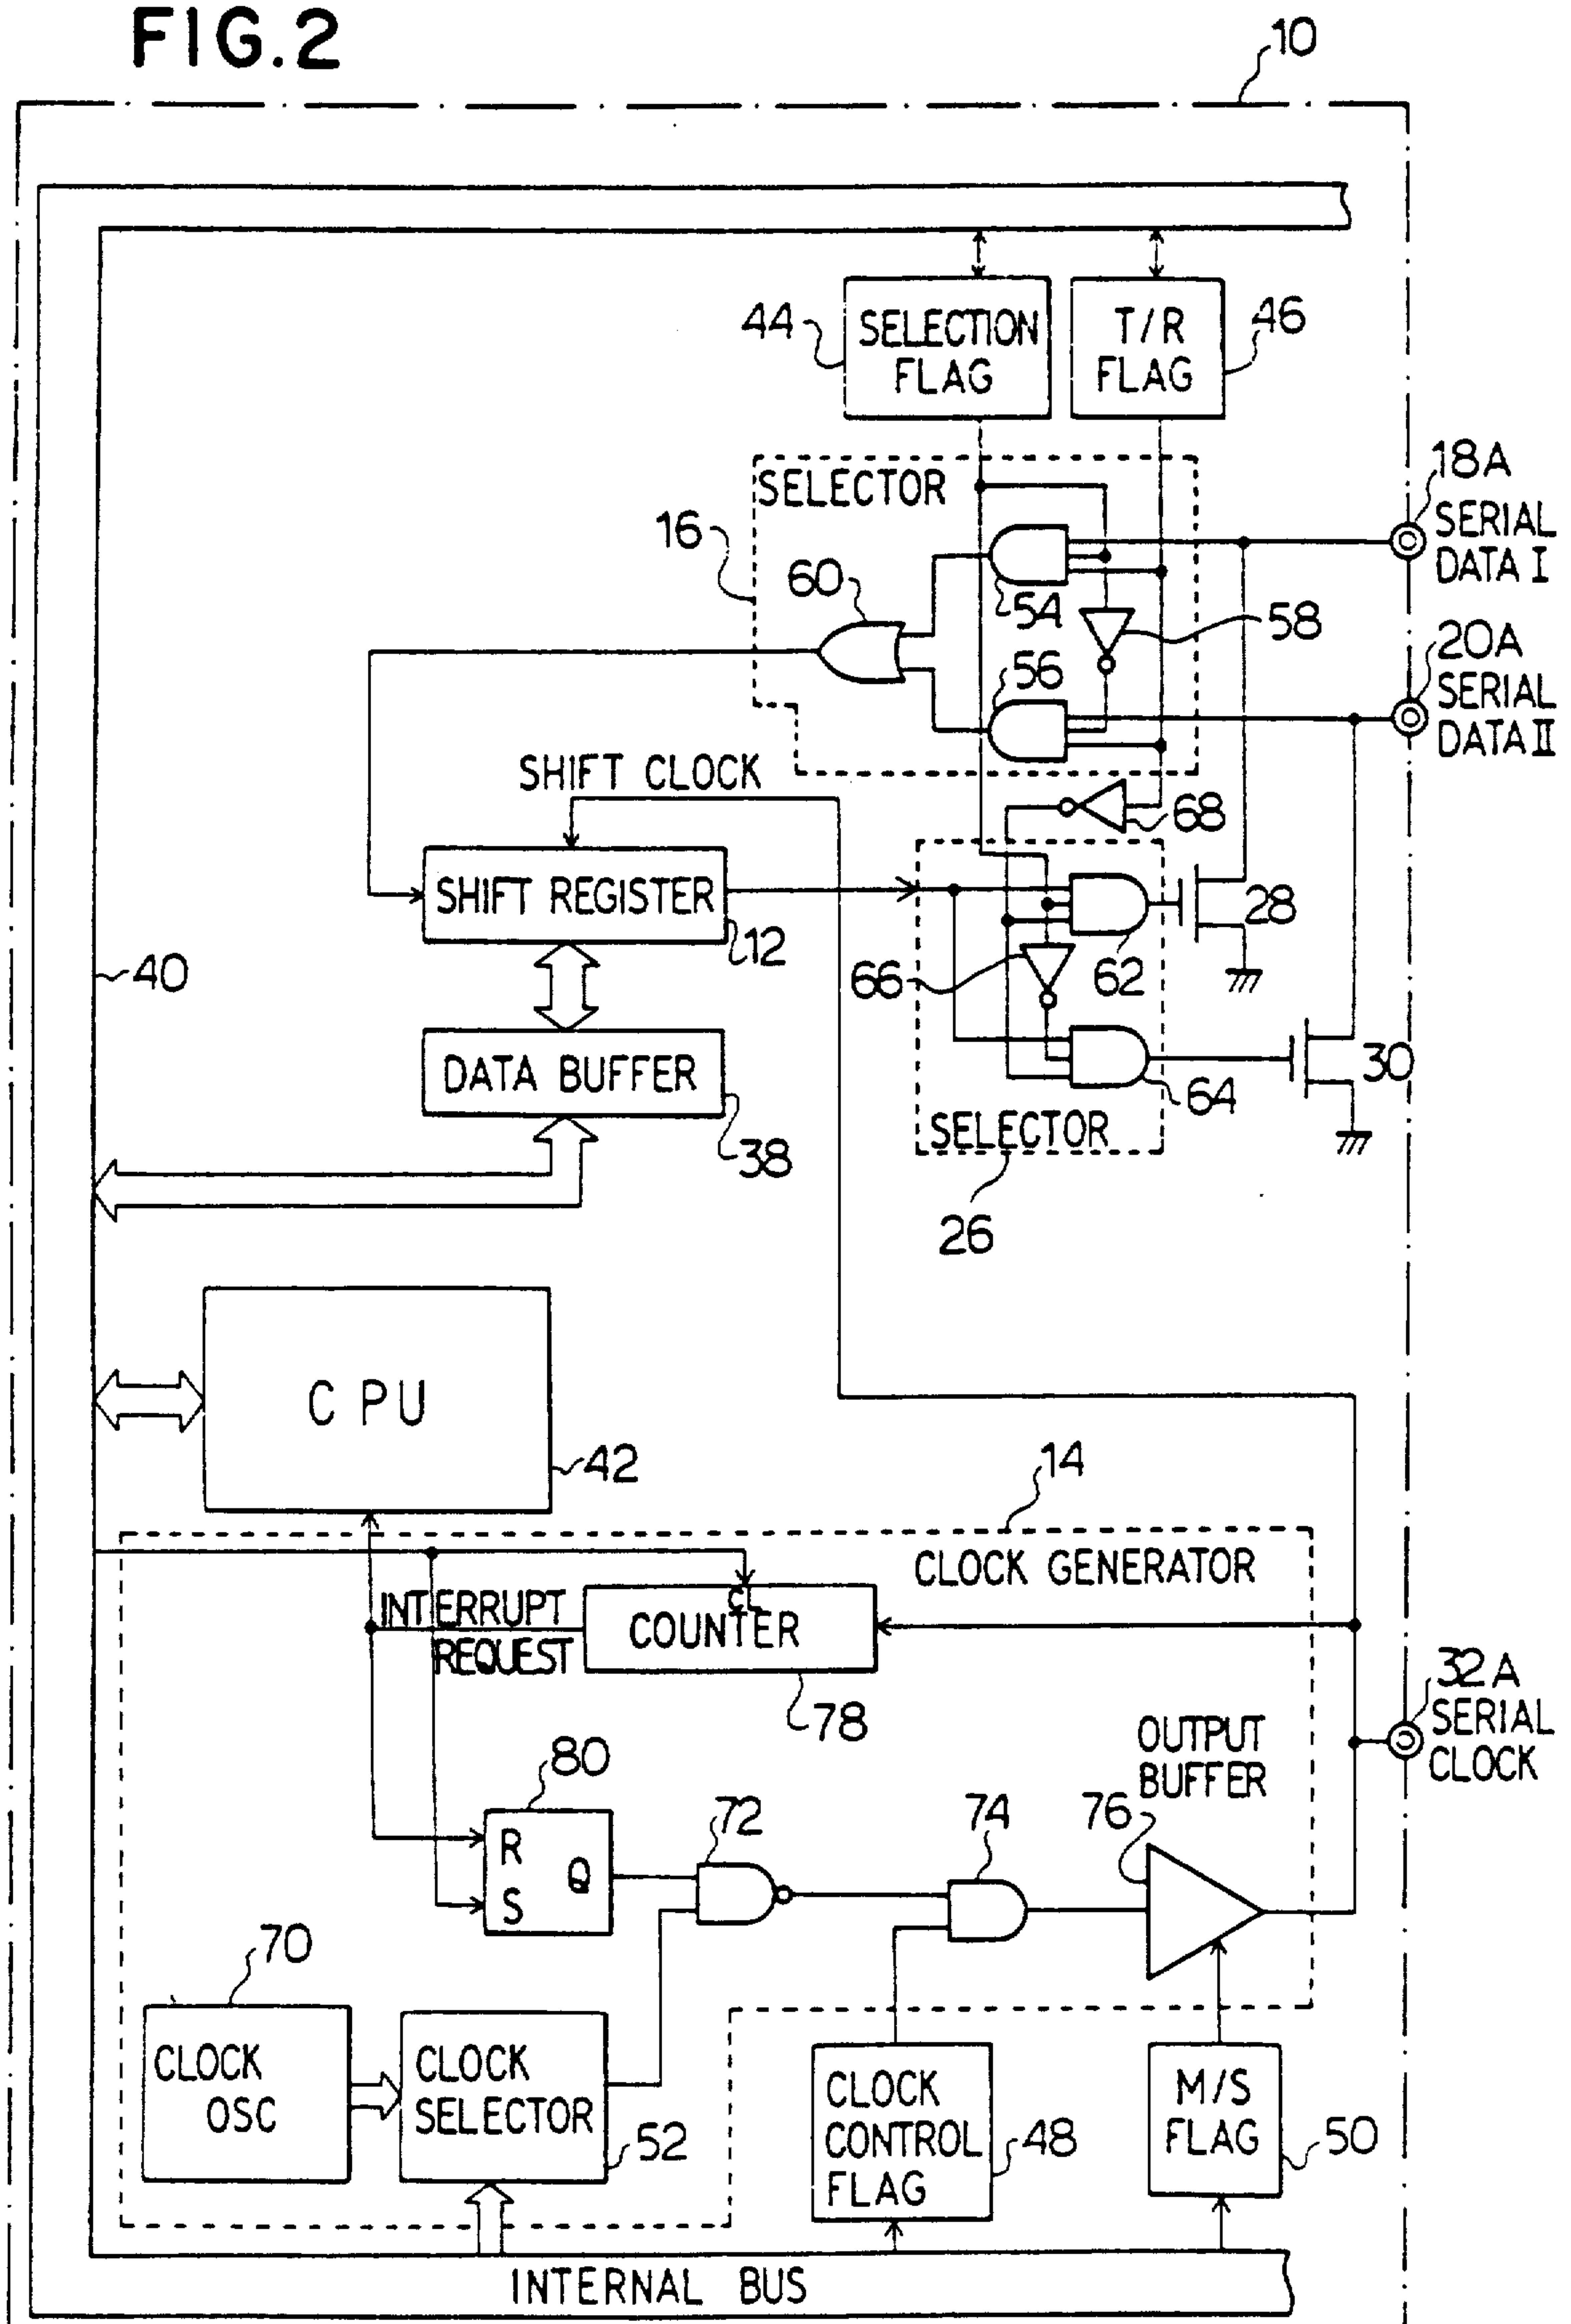 FIG.2
10
44
SELECTION
FLAG
T/R
FLAG
46
SELECTOR
18A
SERIAL
DATA I
16
60
54
58
20A
SERIAL
DATA II
56
SHIFT CLOCK
68
SHIFT REGISTER
12
28
40
66
62
DATA BUFFER
30
64
38
SELECTOR
26
CPU
42
14
CLOCK GENERATOR
CL
INTERRUPT
REQUEST
COUNTER
78
32A
SERIAL
CLOCK
OUTPUT
BUFFER
80
72
74
76
R
S
Q
70
CLOCK
OSC
CLOCK
SELECTOR
52
CLOCK
CONTROL
FLAG
48
M/S
FLAG
50
INTERNAL BUS